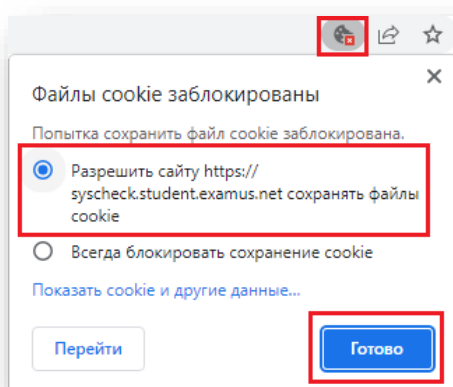 Файлы cookie заблокированы
Попытка сохранить файл cookie заблокирована.
Разрешить сайту https://
syscheck.student.examus.net сохранять файлы
cookie
Всегда блокировать сохранение cookie
Показать cookie и другие данные...
Перейти
Готово